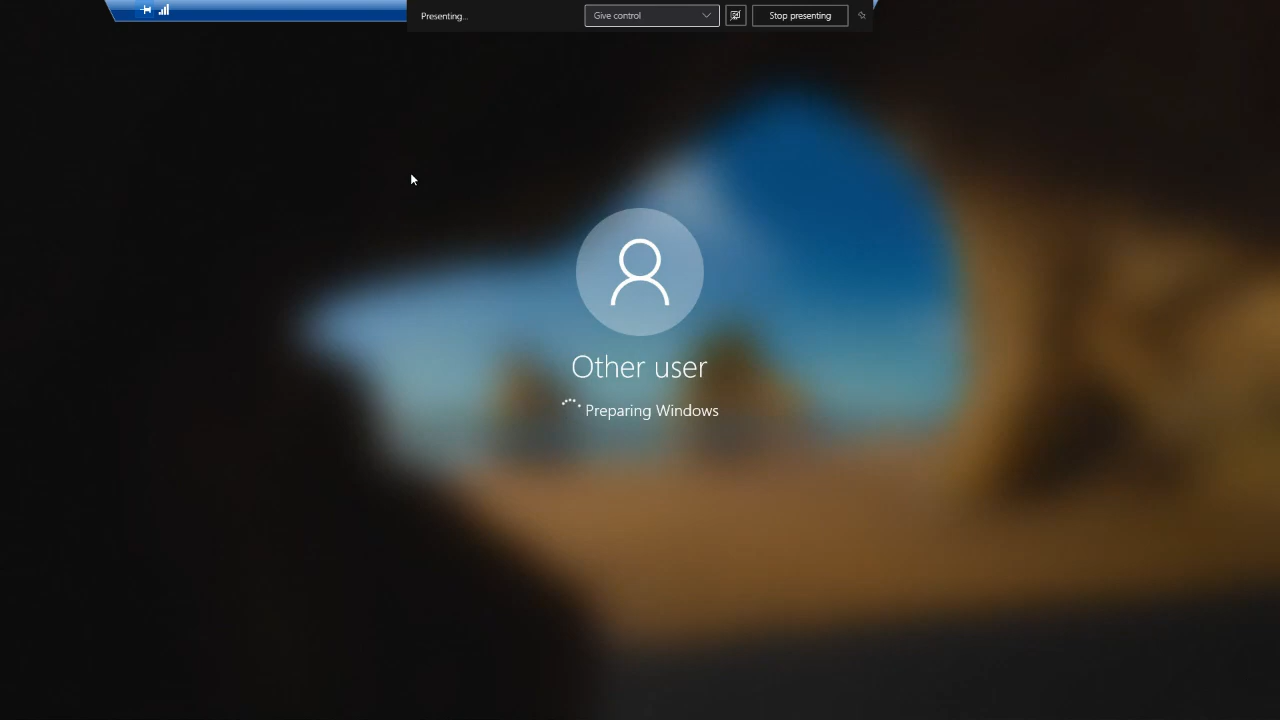 Presenting...
Give control
Stop presenting
Other user
Preparing Windows